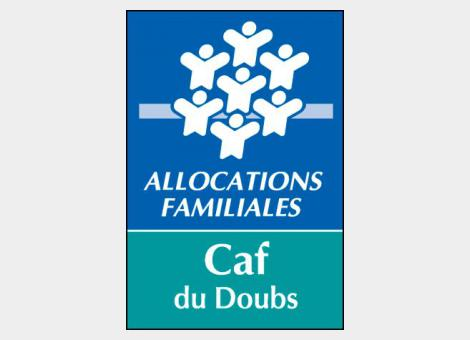 ALLOCATIONS
FAMILIALES
Caf
du Doubs